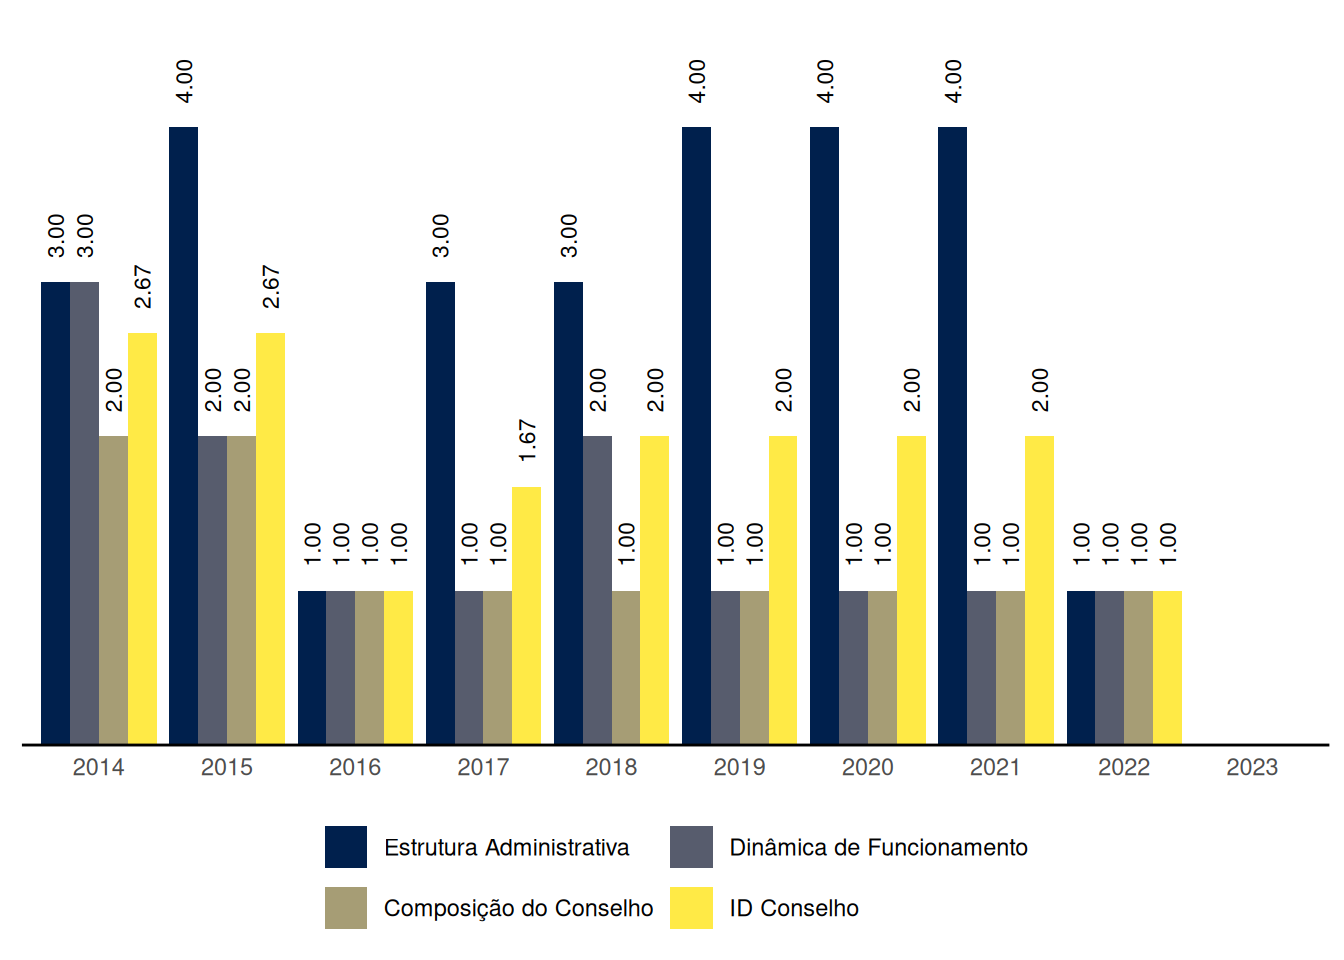 3.00 3.00 2.00 2.67
4.00 2.00 2.00 2.67
1.00 1.00 1.00 1.00
3.00 1.00 1.00 1.67
3.00 2.00 1.00 2.00
4.00 1.00 1.00 2.00
4.00 1.00 1.00 2.00
4.00 1.00 1.00 2.00
1.00 1.00 1.00 1.00
2014 2015 2016 2017 2018 2019 2020 2021 2022 2023
Estrutura Administrativa Dinâmica de Funcionamento
Composição do Conselho ID Conselho